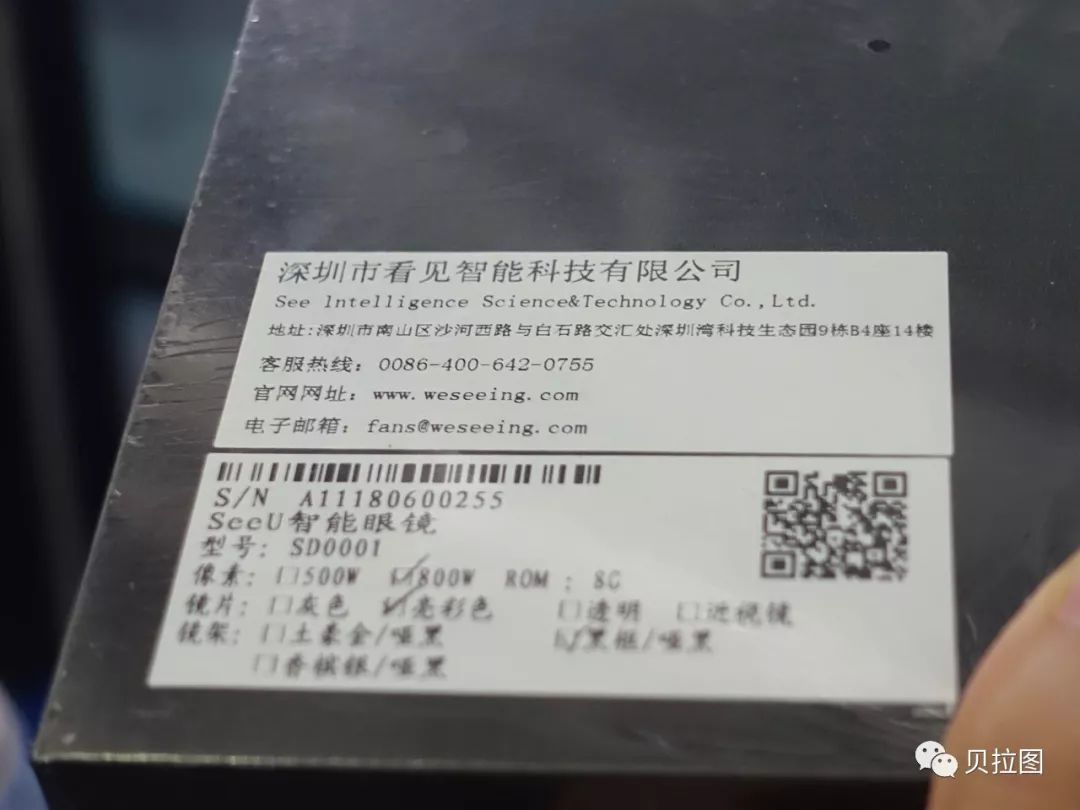 深圳市看见智能科技有限公司
See lntelligence Science&Technology Co.,Ltd.
地址:深圳市南山区沙河西路与白石路交汇处深圳湾科技生态园9栋B4座14楼
客服热线: 0086-400-642-0755
官网网址: www.weseeing.com
电子邮箱: fans@weseeing.com
S/N A11180600255
SeeU智能眼镜
型号: SD0001
像素: □500W ☑800W ROM : 8G
镜片: □灰色 ☑亮彩色 □透明 □近视镜
镜架: □土豪金/哑黑 ☑黑框/哑黑
□香槟银/哑黑
贝拉图